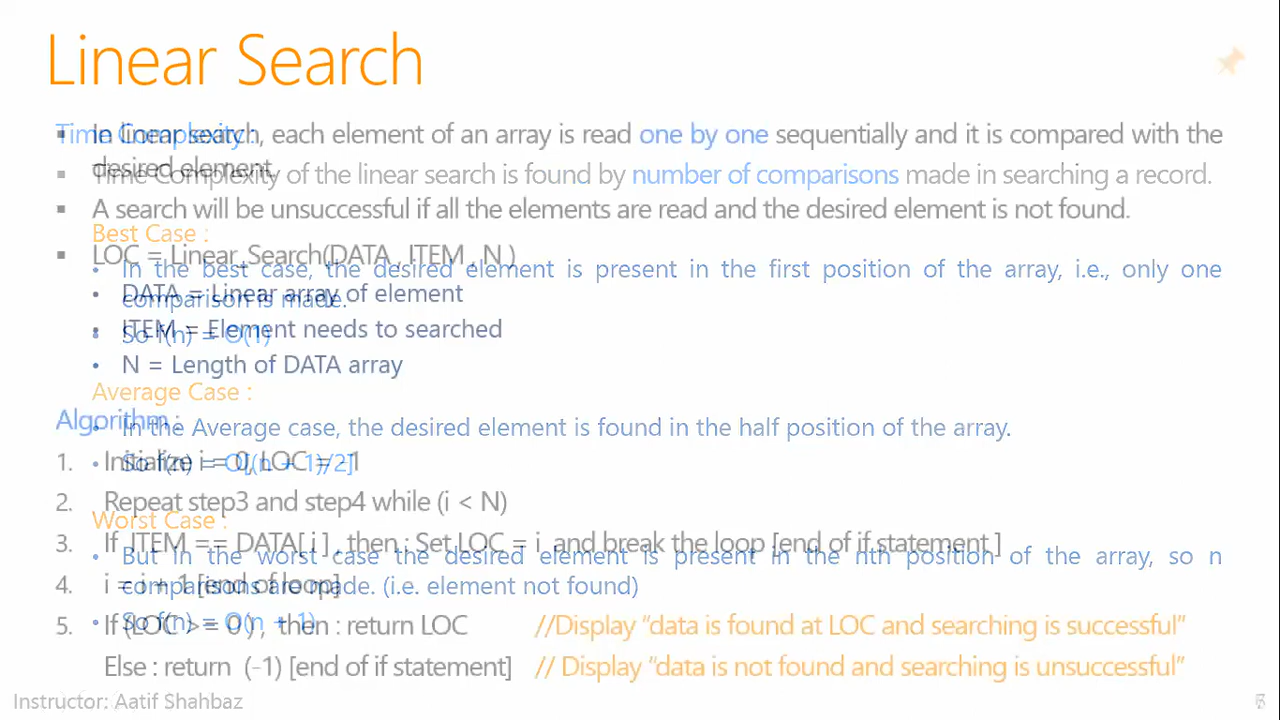 Linear Search
Time Complexity :
▪ In linear search, each element of an array is read one by one sequentially and it is compared with the
desired element.
▪ Time Complexity of the linear search is found by number of comparisons made in searching a record.
▪ A search will be unsuccessful if all the elements are read and the desired element is not found.
Best Case :
▪ LOC = Linear_Search(DATA , ITEM , N )
• In the best case, the desired element is present in the first position of the array, i.e., only one
comparison is made.
• DATA = Linear array of element
• ITEM = Element needs to searched
• So f(n) = O(1)
• N = Length of DATA array
Average Case :
Algorithm :
• In the Average case, the desired element is found in the half position of the array.
1. Initialize i = 0, LOC = -1
• So f(n) = O[(n + 1)/2]
2. Repeat step3 and step4 while (i < N)
Worst Case :
3. If ITEM == DATA[ i ] , then : Set LOC = i and break the loop [end of if statement ]
• But in the worst case the desired element is present in the nth position of the array, so n
comparisons are made. (i.e. element not found)
4. i = i + 1 [end of loop]
• So f(n) = O(n + 1)
5. If (LOC >= 0 ) , then : return LOC //Display “data is found at LOC and searching is successful”
Else : return (-1) [end of if statement] // Display “data is not found and searching is unsuccessful”
Instructor: Aatif Shahbaz